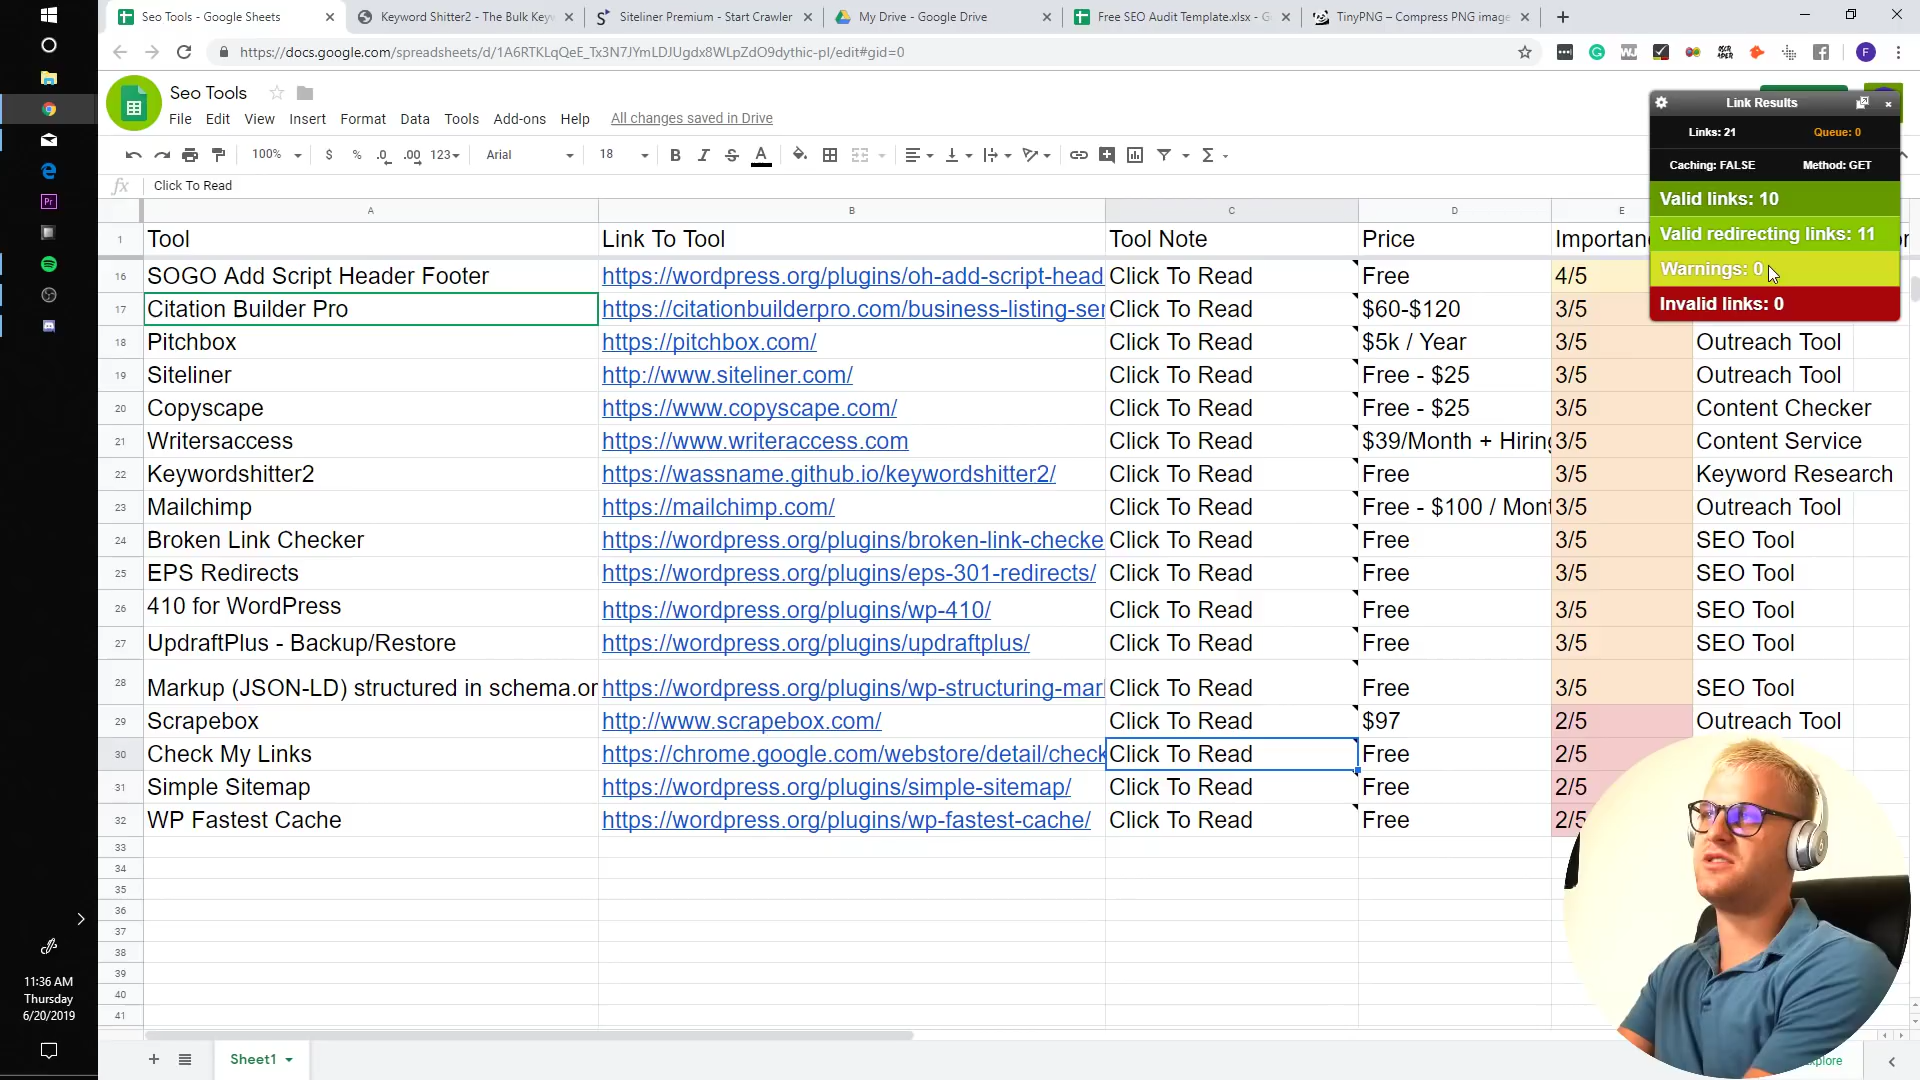 Seo Tools - Google Sheets
Keyword Shitter2 - The Bulk Key
Siteliner Premium - Start Crawler
My Drive - Google Drive
Free SEO Audit Template.xlsx - G
TinyPNG – Compress PNG image
https://docs.google.com/spreadsheets/d/1A6RTKLqQeE_Tx3N7JYmLDJUgdx8WLpZdO9dythic-pI/edit#gid=0
F
Seo Tools
File Edit View Insert Format Data Tools Add-ons Help All changes saved in Drive
100% $ % .0 .00 123 Arial 18 B I S A
fx Click To Read
A B C D E
1 Tool Link To Tool Tool Note Price Importan
16 SOGO Add Script Header Footer https://wordpress.org/plugins/oh-add-script-head Click To Read Free 4/5
17 Citation Builder Pro https://citationbuilderpro.com/business-listing-ser Click To Read $60-$120 3/5
18 Pitchbox https://pitchbox.com/ Click To Read $5k / Year 3/5 Outreach Tool
19 Siteliner http://www.siteliner.com/ Click To Read Free - $25 3/5 Outreach Tool
20 Copyscape https://www.copyscape.com/ Click To Read Free - $25 3/5 Content Checker
21 Writersaccess https://www.writeraccess.com Click To Read $39/Month + Hiring 3/5 Content Service
22 Keywordshitter2 https://wassname.github.io/keywordshitter2/ Click To Read Free 3/5 Keyword Research
23 Mailchimp https://mailchimp.com/ Click To Read Free - $100 / Mont 3/5 Outreach Tool
24 Broken Link Checker https://wordpress.org/plugins/broken-link-checke Click To Read Free 3/5 SEO Tool
25 EPS Redirects https://wordpress.org/plugins/eps-301-redirects/ Click To Read Free 3/5 SEO Tool
26 410 for WordPress https://wordpress.org/plugins/wp-410/ Click To Read Free 3/5 SEO Tool
27 UpdraftPlus - Backup/Restore https://wordpress.org/plugins/updraftplus/ Click To Read Free 3/5 SEO Tool
28 Markup (JSON-LD) structured in schema.or https://wordpress.org/plugins/wp-structuring-mar Click To Read Free 3/5 SEO Tool
29 Scrapebox http://www.scrapebox.com/ Click To Read $97 2/5 Outreach Tool
30 Check My Links https://chrome.google.com/webstore/detail/check Click To Read Free 2/5
31 Simple Sitemap https://wordpress.org/plugins/simple-sitemap/ Click To Read Free 2/5
32 WP Fastest Cache https://wordpress.org/plugins/wp-fastest-cache/ Click To Read Free 2/5
33
34
35
36
37
38
39
40
41
Link Results
Links: 21 Queue: 0
Caching: FALSE Method: GET
Valid links: 10
Valid redirecting links: 11
Warnings: 0
Invalid links: 0
Pr
11:36 AM
Thursday
6/20/2019
Sheet1
xplore